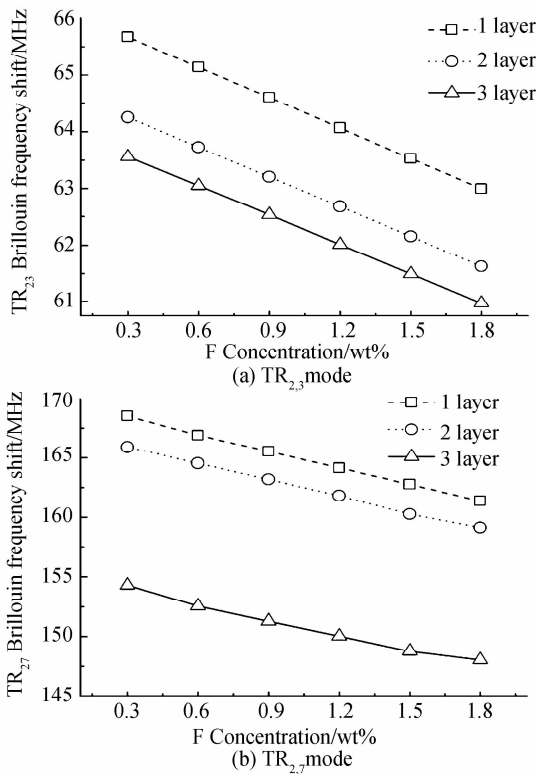 66
65
64
63
62
61
TR23 Brillouin frequency shift/MHz
1 layer
2 layer
3 layer
0.3 0.6 0.9 1.2 1.5 1.8
F Concentration/wt%
(a) TR2,3mode
170
165
160
155
150
145
TR27 Brillouin frequency shift/MHz
1 layer
2 layer
3 layer
0.3 0.6 0.9 1.2 1.5 1.8
F Concentration/wt%
(b) TR2,7mode